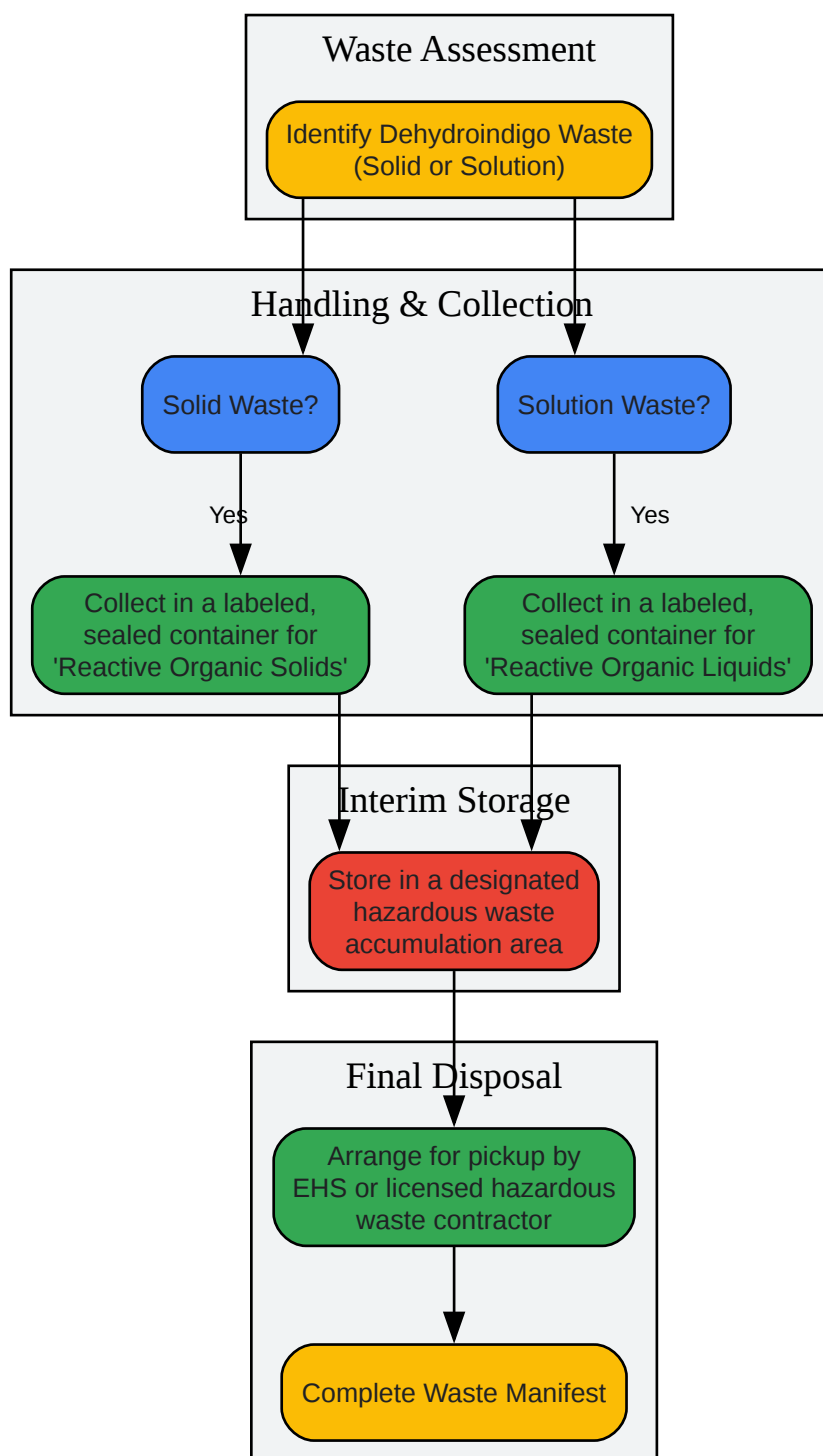 Waste Assessment
Identify Dehydroindigo Waste
(Solid or Solution)
Handling & Collection
Solid Waste?
Solution Waste?
Yes
Yes
Collect in a labeled,
sealed container for
'Reactive Organic Solids'
Collect in a labeled,
sealed container for
'Reactive Organic Liquids'
Interim Storage
Store in a designated
hazardous waste
accumulation area
Final Disposal
Arrange for pickup by
EHS or licensed hazardous
waste contractor
Complete Waste Manifest